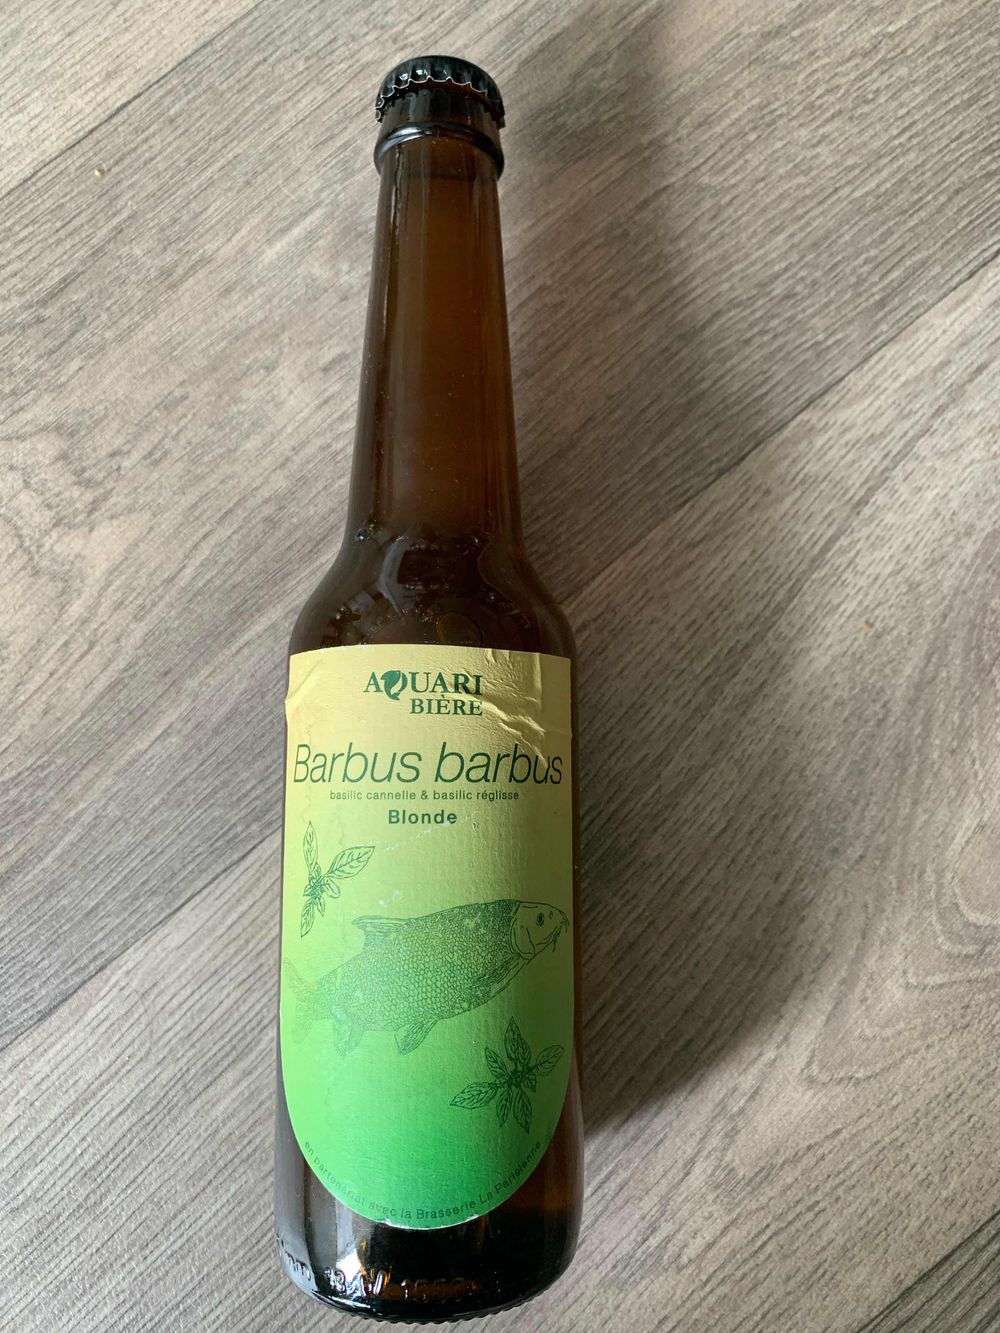 AQUARI
BIÈRE
Barbus barbus
basilic cannelle & basilic réglisse
Blonde
en partenariat avec la Brasserie La Parisienne